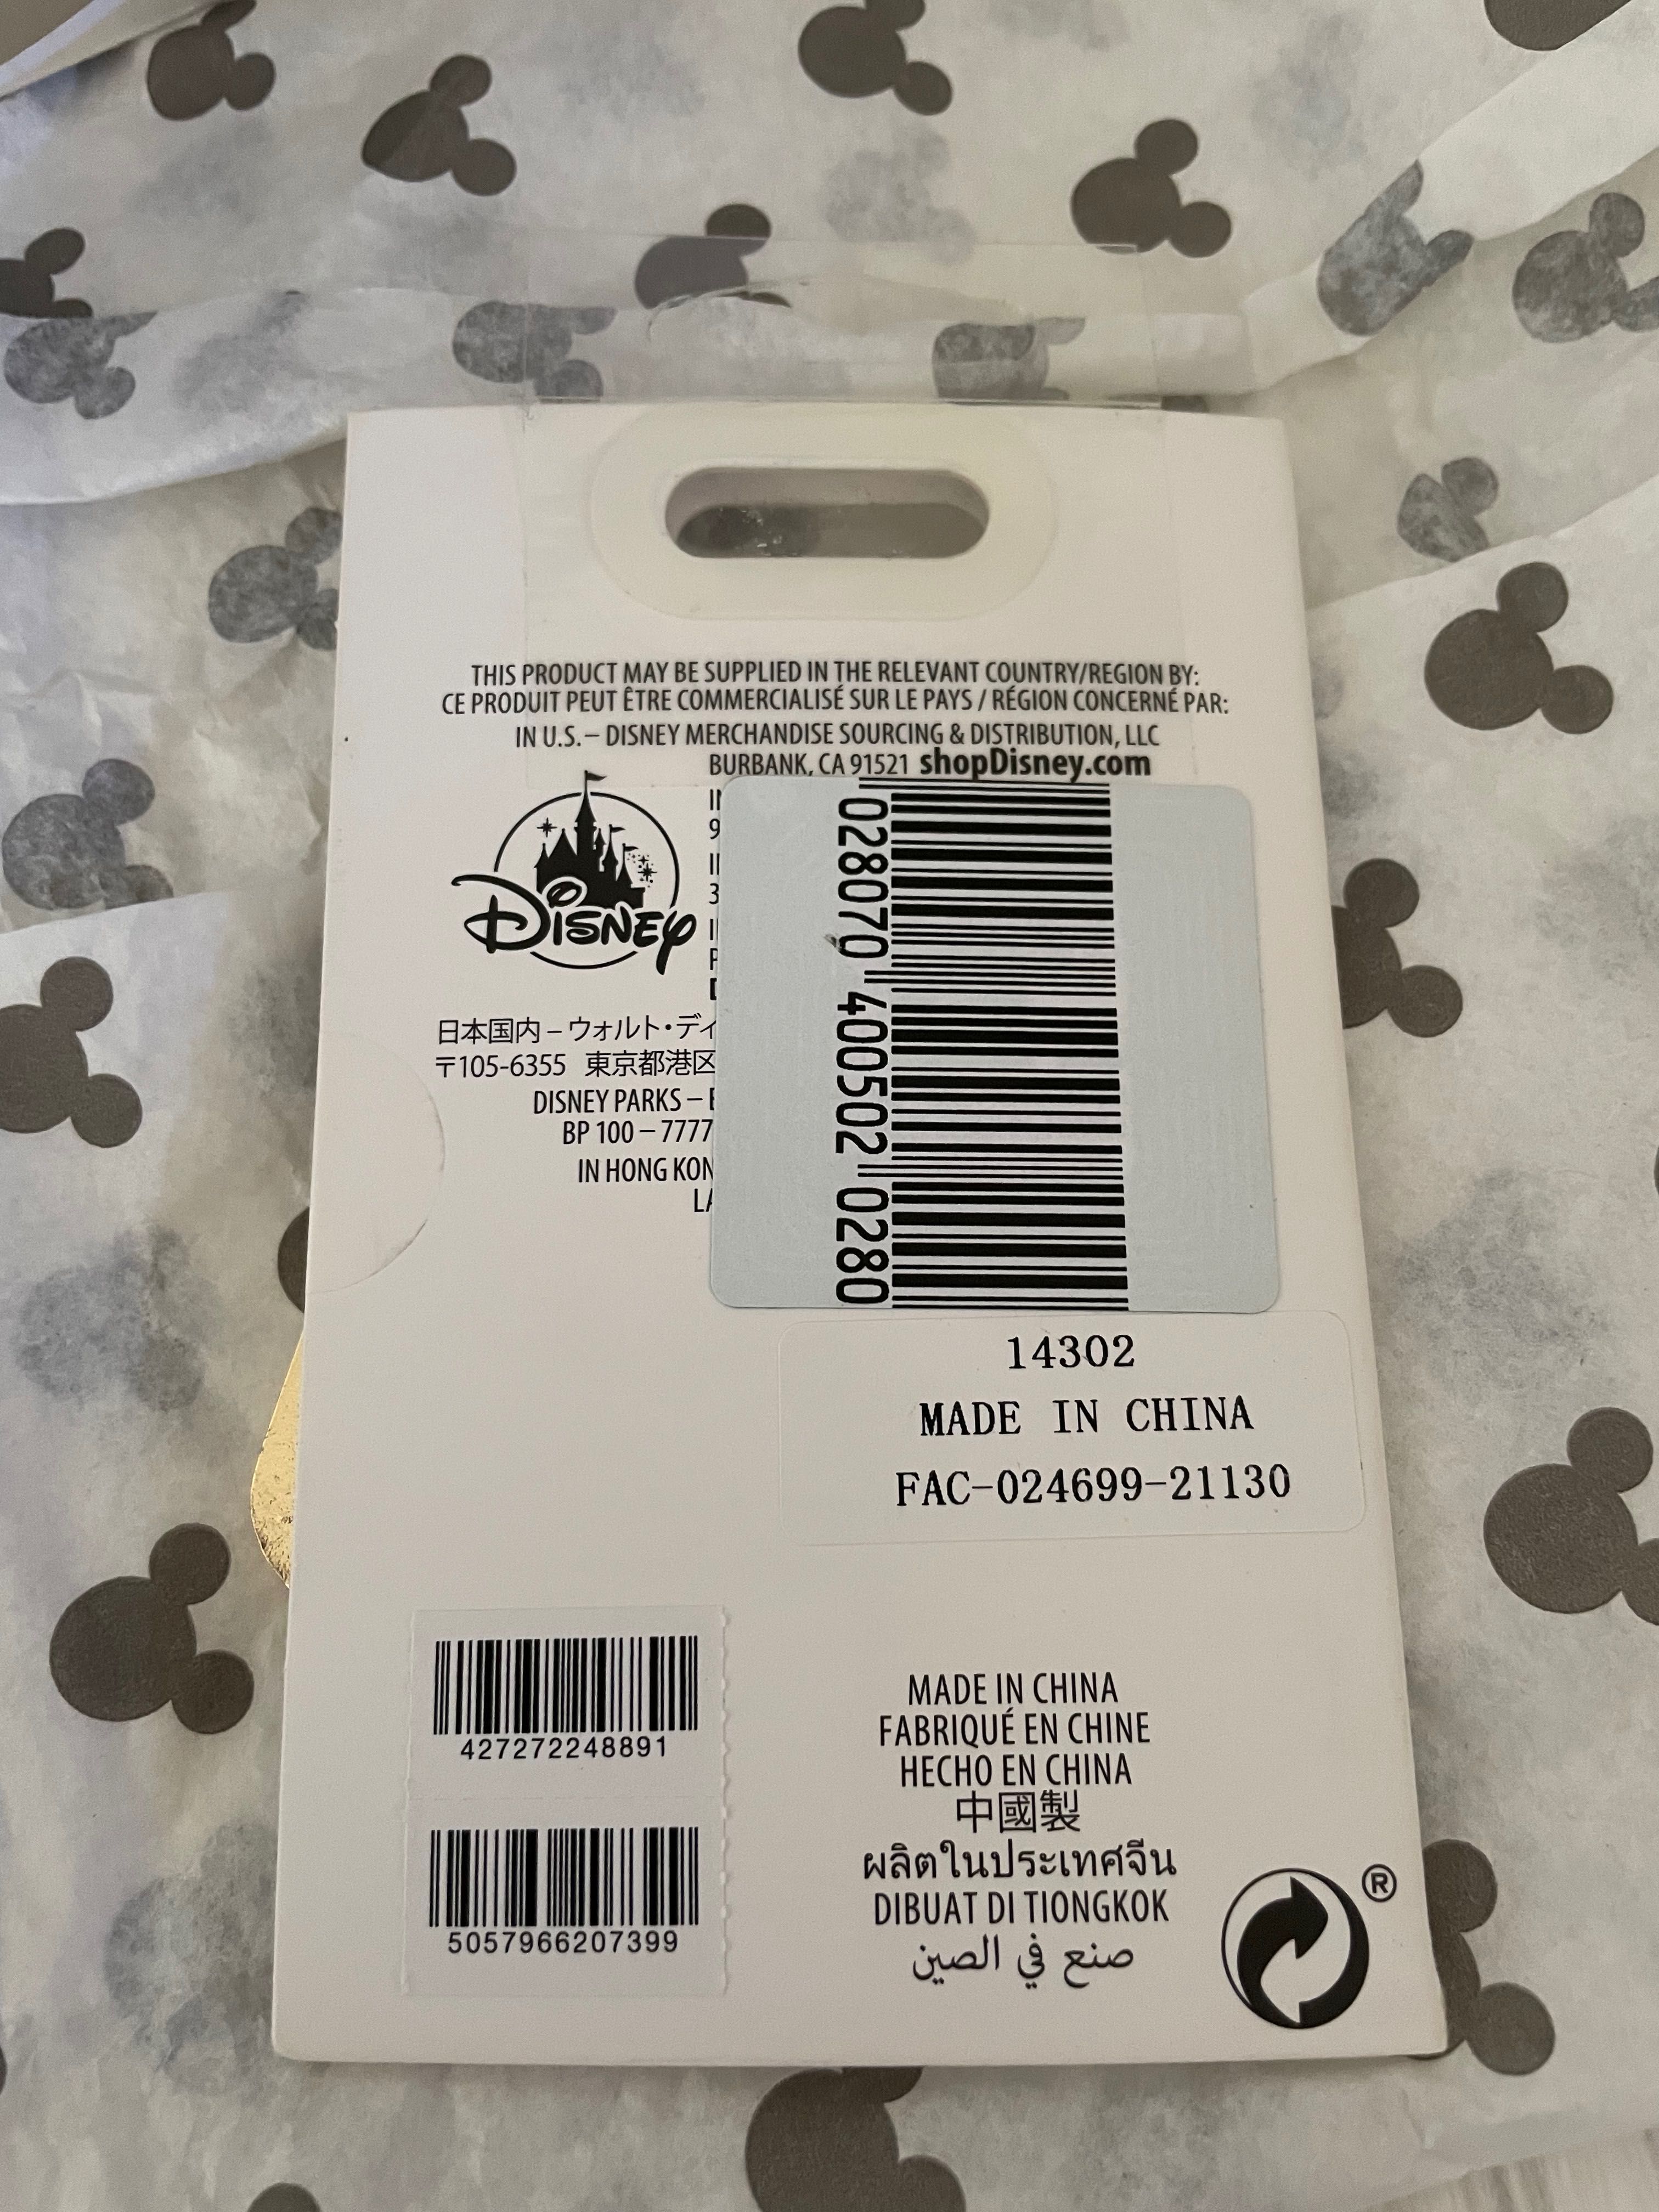 THIS PRODUCT MAY BE SUPPLIED IN THE RELEVANT COUNTRY/REGION BY:
CE PRODUIT PEUT ÊTRE COMMERCIALISÉ SUR LE PAYS / RÉGION CONCERNÉ PAR:
IN U.S.– DISNEY MERCHANDISE SOURCING & DISTRIBUTION, LLC
BURBANK, CA 91521 shopDisney.com
Disney
028070 400502 0280
日本国内 – ウォルト・ディ
〒105-6355 東京都港区
DISNEY PARKS –
BP 100 – 7777
IN HONG KON
LA
14302
MADE IN CHINA
FAC-024699-21130
427272248891
5057966207399
MADE IN CHINA
FABRIQUÉ EN CHINE
HECHO EN CHINA
中國製
ผลิตในประเทศจีน
DIBUAT DI TIONGKOK
صنع في الصين
®